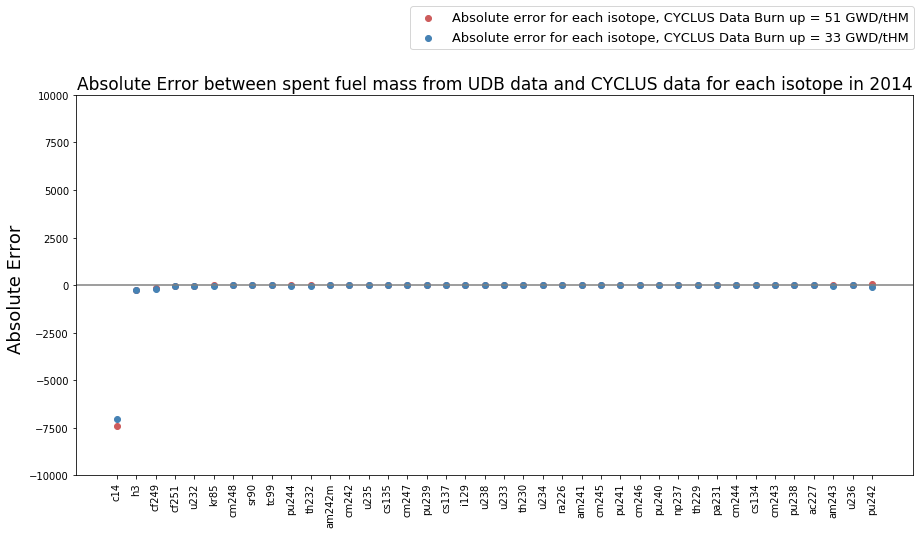 Absolute error for each isotope, CYCLUS Data Burn up = 51 GWD/tHM
Absolute error for each isotope, CYCLUS Data Burn up = 33 GWD/tHM
Absolute Error between spent fuel mass from UDB data and CYCLUS data for each isotope in 2014
10000
7500
5000
2500
0
−2500
−5000
−7500
−10000
Absolute Error
c14
h3
cf249
cf251
u232
kr85
cm248
sr90
tc99
pu244
th232
am242m
cm242
u235
cs135
cm247
pu239
cs137
i129
u238
u233
th230
u234
ra226
am241
cm245
pu241
cm246
pu240
np237
th229
pa231
cm244
cs134
cm243
pu238
ac227
am243
u236
pu242